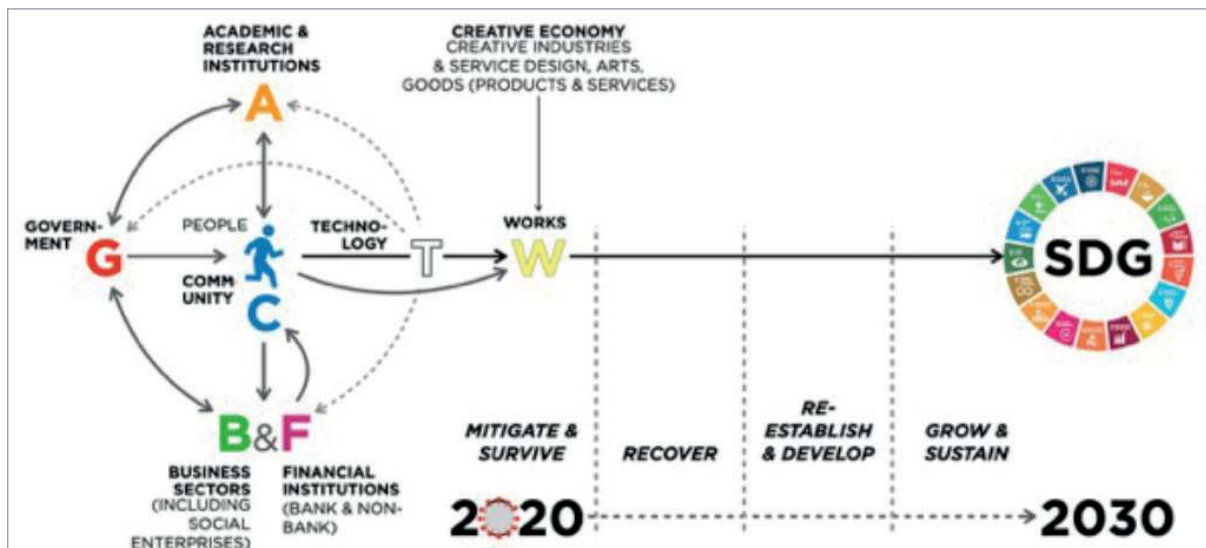 ACADEMIC &
RESEARCH
INSTITUTIONS
A
CREATIVE ECONOMY
CREATIVE INDUSTRIES
& SERVICE DESIGN, ARTS,
GOODS (PRODUCTS & SERVICES)
GOVERN-
MENT
G
PEOPLE
COMM
UNITY
C
TECHNO-
LOGY
T
WORKS
W
SDG
B&F
BUSINESS
SECTORS
(INCLUDING
SOCIAL
ENTERPRISES)
FINANCIAL
INSTITUTIONS
(BANK & NON-
BANK)
MITIGATE &
SURVIVE
RECOVER
RE-
ESTABLISH
& DEVELOP
GROW &
SUSTAIN
2020
2030